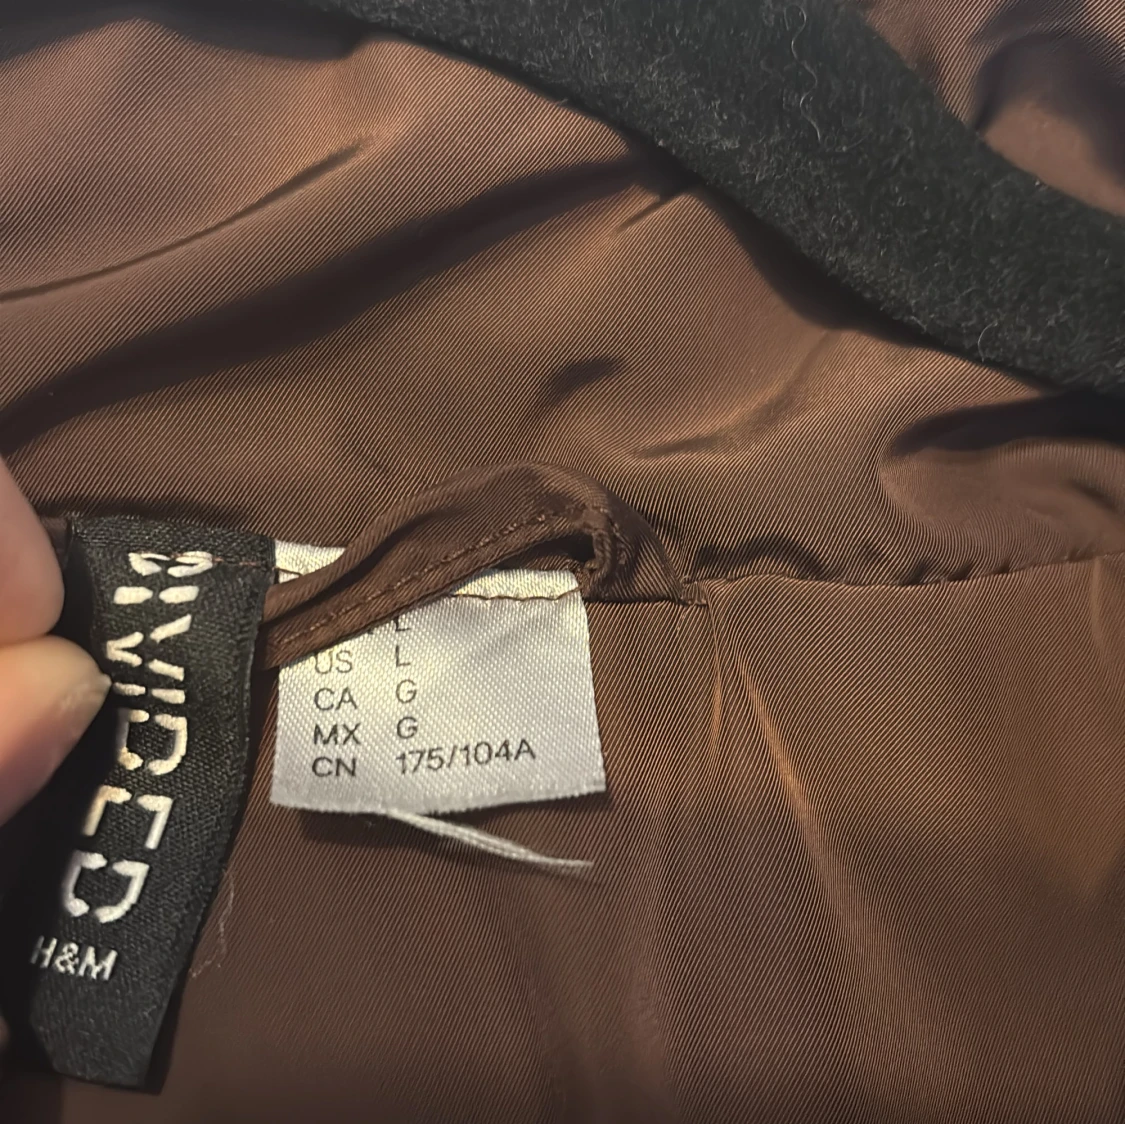 DIVIDED
H&M
L
US L
CA G
MX G
CN 175/104A